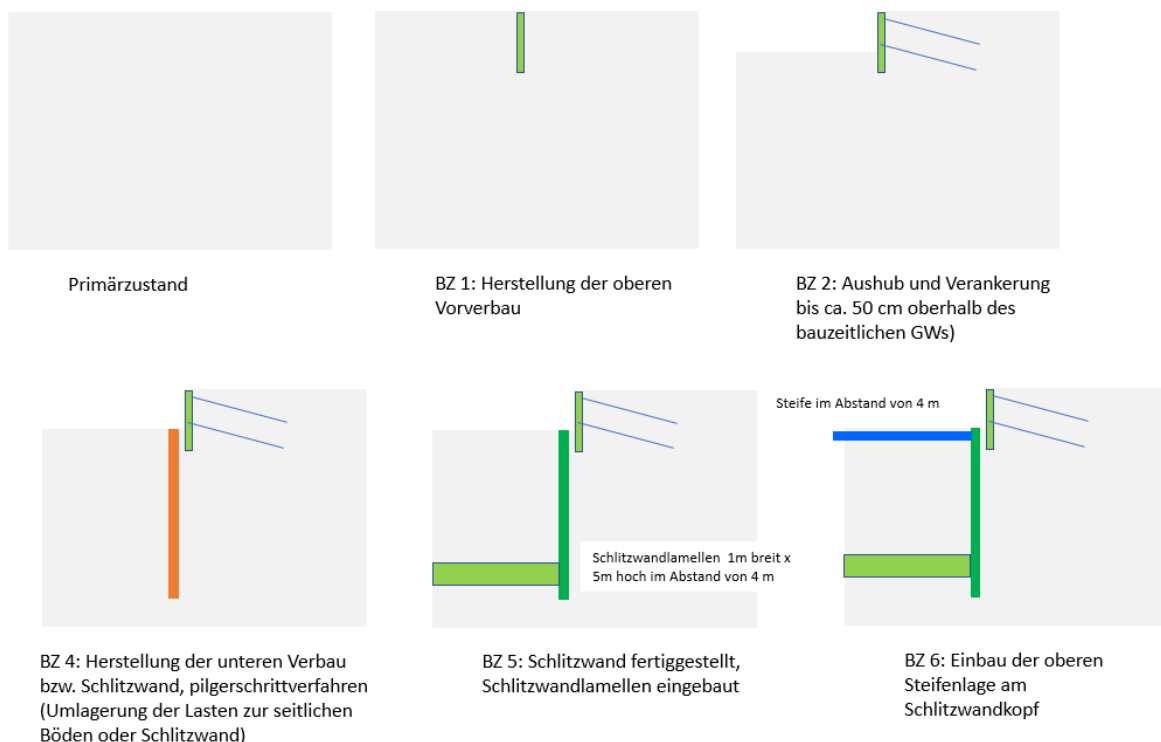 Primärzustand
BZ 1: Herstellung der oberen
Vorverbau
BZ 2: Aushub und Verankerung
bis ca. 50 cm oberhalb des
bauzeitlichen GWs)
Steife im Abstand von 4 m
Schlitzwandlamellen 1m breit x
5m hoch im Abstand von 4 m
BZ 4: Herstellung der unteren Verbau
bzw. Schlitzwand, pilgerschrittverfahren
(Umlagerung der Lasten zur seitlichen
Böden oder Schlitzwand)
BZ 5: Schlitzwand fertiggestellt,
Schlitzwandlamellen eingebaut
BZ 6: Einbau der oberen
Steifenlage am
Schlitzwandkopf